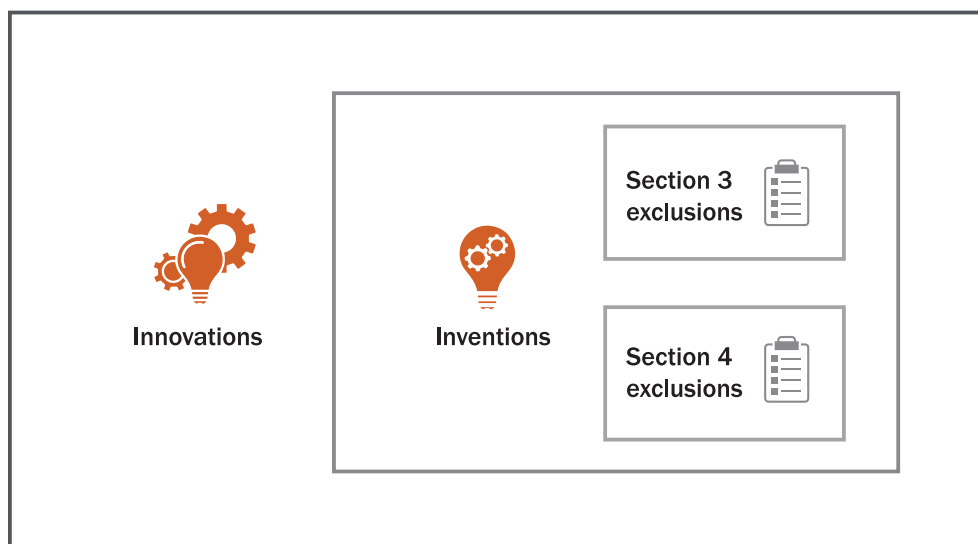 Innovations
Inventions
Section 3
exclusions
Section 4
exclusions